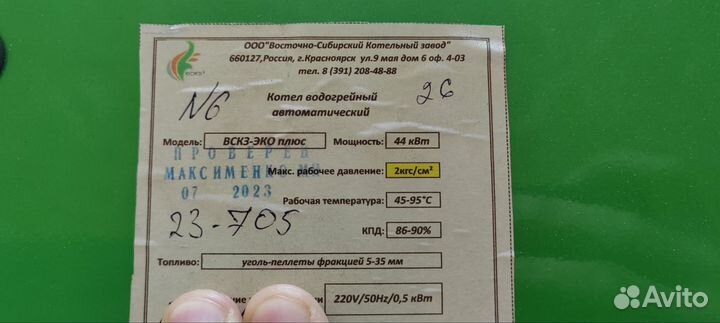 ООО"Восточно-Сибирский Котельный завод"
660127,Россия, г.Красноярск ул.9 мая дом 6 оф. 4-03
тел. 8 (391) 208-48-88
ВСКЗ
N6
Котел водогрейный
автоматический
26
Модель: ВСКЗ-ЭКО плюс Мощность: 44 кВт
ПРОВЕРЕН
МАКСИМЕНКО
07 2023
Макс. рабочее давление: 2кгс/см²
Рабочая температура: 45-95°С
23-705
КПД: 86-90%
Топливо: уголь-пеллеты фракцией 5-35 мм
220V/50Hz/0,5 кВт
Avito